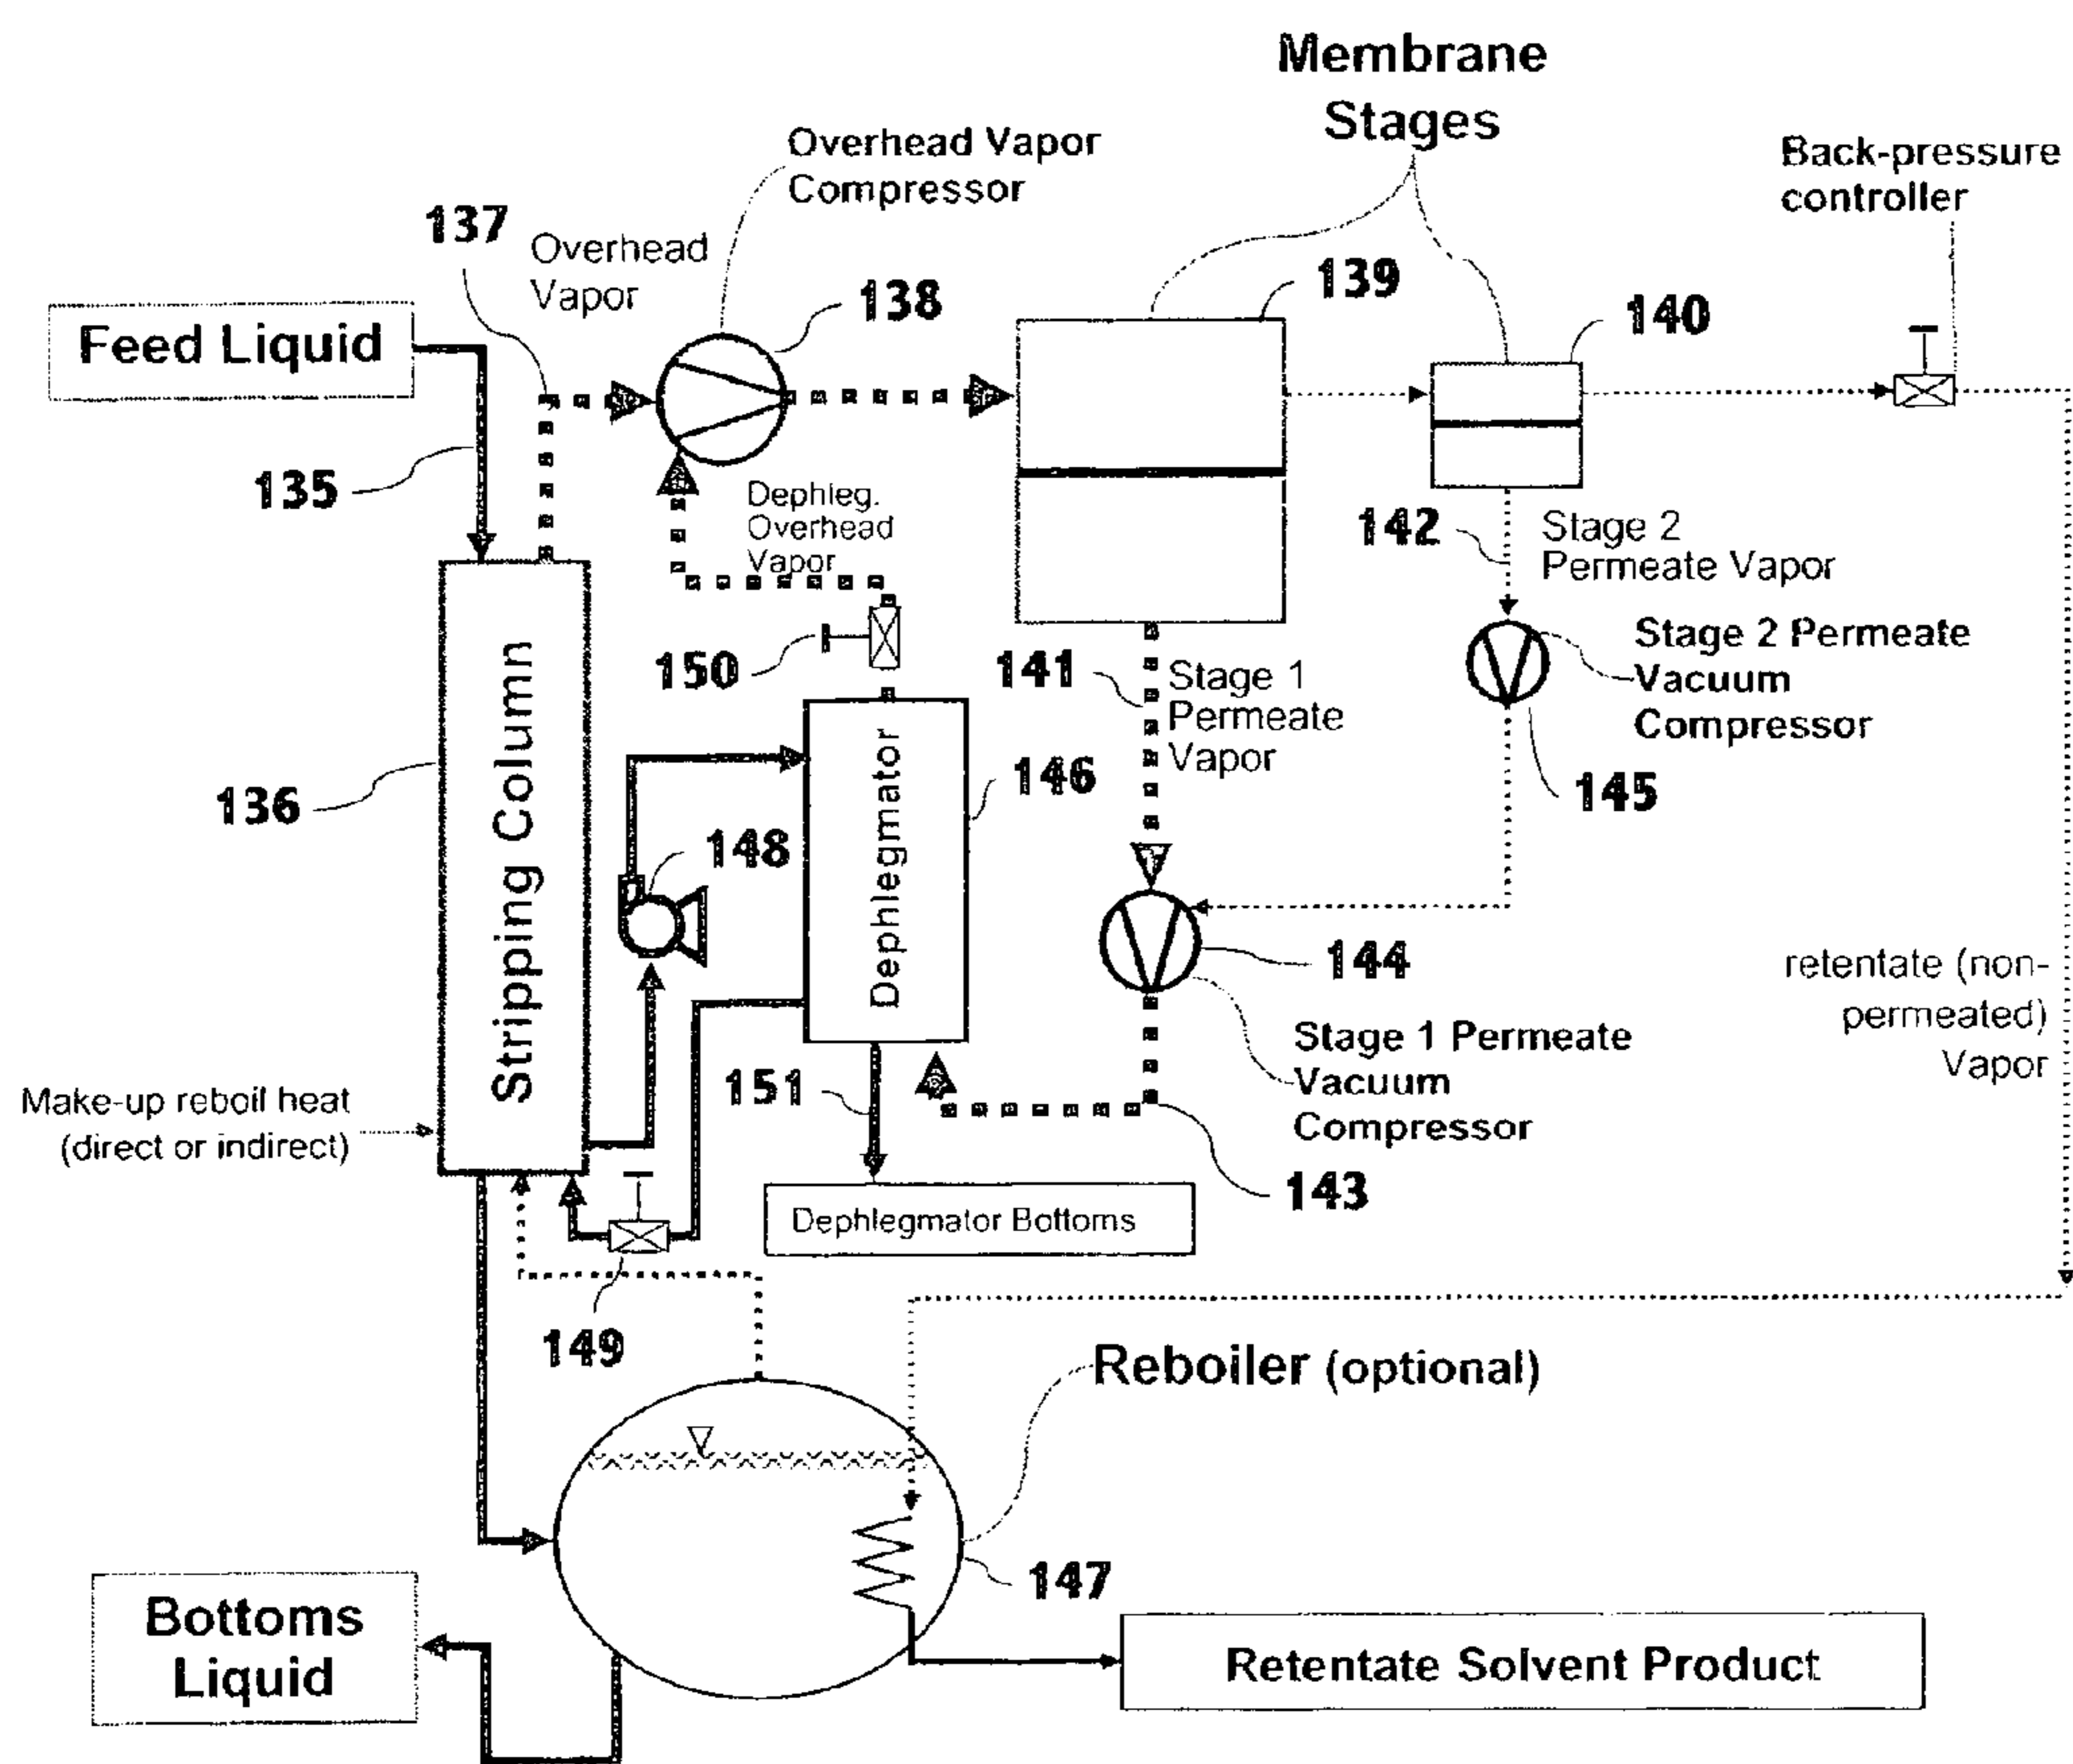 Membrane
Stages
Overhead Vapor
Compressor
Back-pressure
controller
137
Overhead
Vapor
138
139
140
Feed Liquid
135
Dephleg.
Overhead
Vapor
142
Stage 2
Permeate Vapor
150
141
Stage 1
Permeate
Vapor
Stage 2 Permeate
Vacuum
Compressor
136
Stripping Column
148
Dephlegmator
146
145
144
retentate (non-
permeated)
Vapor
Make-up reboil heat
(direct or indirect)
151
Stage 1 Permeate
Vacuum
Compressor
143
Dephlegmator Bottoms
149
Reboiler (optional)
147
Bottoms
Liquid
Retentate Solvent Product